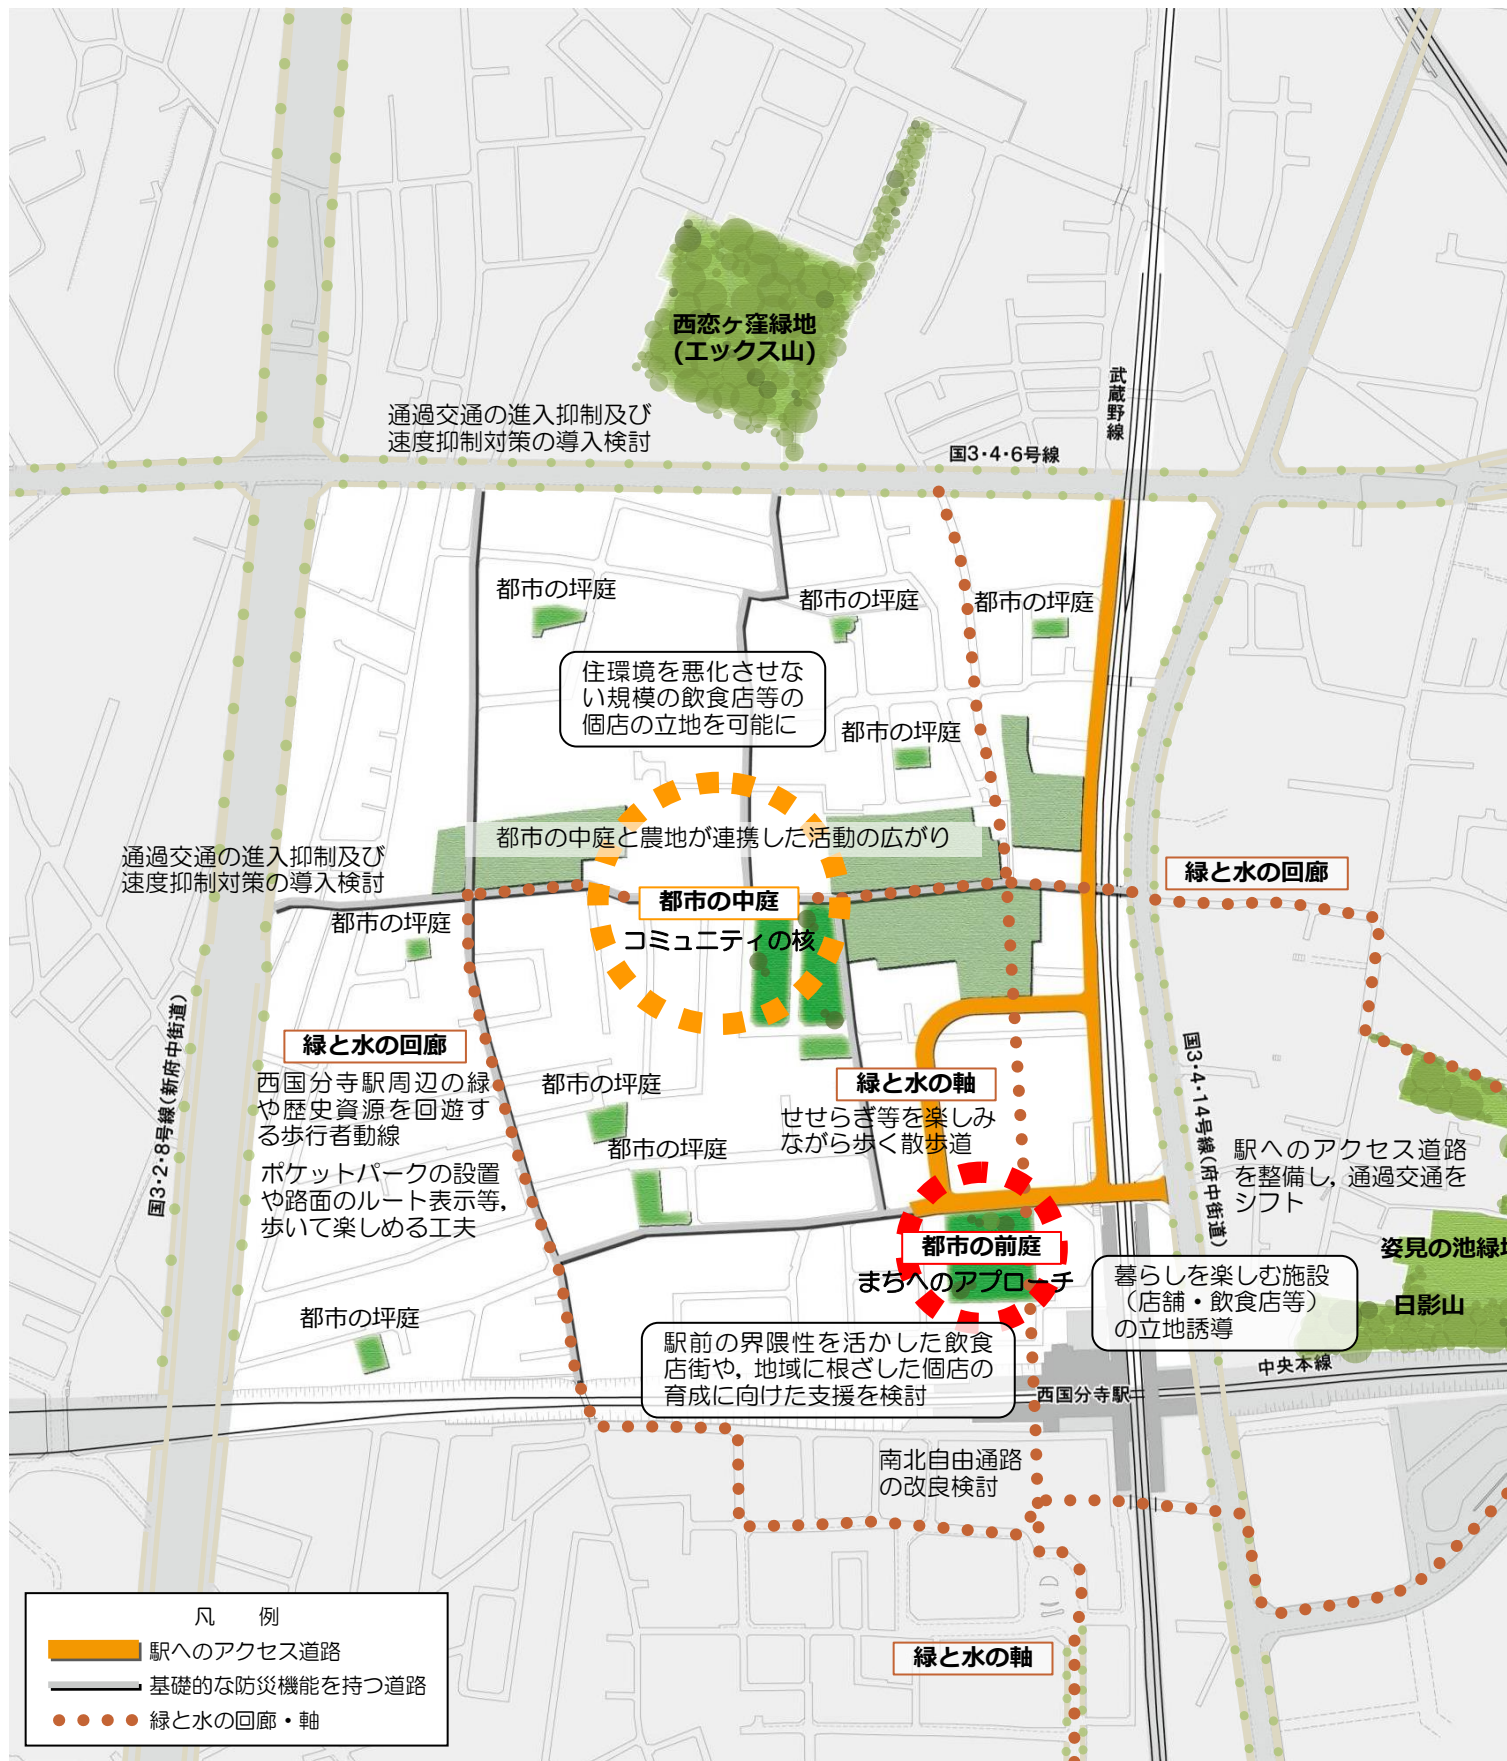 西恋ヶ窪緑地
(エックス山)
武蔵野線
通過交通の進入抑制及び
速度抑制対策の導入検討
国3・4・6号線
都市の坪庭
都市の坪庭
都市の坪庭
住環境を悪化させな
い規模の飲食店等の
個店の立地を可能に
都市の坪庭
都市の中庭と農地が連携した活動の広がり
通過交通の進入抑制及び
速度抑制対策の導入検討
緑と水の回廊
都市の中庭
コミュニティの核
都市の坪庭
国3・2・8号線(新府中街道)
緑と水の回廊
西国分寺駅周辺の緑
や歴史資源を回遊す
る歩行者動線
ポケットパークの設置
や路面のルート表示等,
歩いて楽しめる工夫
都市の坪庭
都市の坪庭
緑と水の軸
せせらぎ等を楽しみ
ながら歩く散歩道
国3・4・14号線(府中街道)
駅へのアクセス道路
を整備し, 通過交通を
シフト
都市の前庭
まちへのアプローチ
姿見の池緑地
日影山
暮らしを楽しむ施設
（店舗・飲食店等）
の立地誘導
都市の坪庭
駅前の界隈性を活かした飲食
店街や, 地域に根ざした個店の
育成に向けた支援を検討
中央本線
西国分寺駅
南北自由通路
の改良検討
緑と水の軸
凡　例
駅へのアクセス道路
基礎的な防災機能を持つ道路
緑と水の回廊・軸